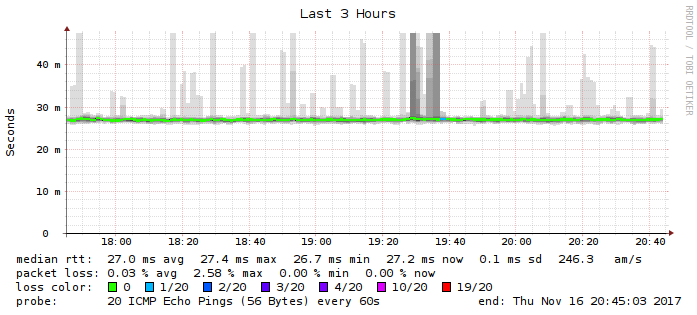 Last 3 Hours
RRDTOOL / TOBI OETIKER
Seconds
40 m
30 m
20 m
10 m
0
18:00 18:20 18:40 19:00 19:20 19:40 20:00 20:20 20:40
median rtt: 27.0 ms avg 27.4 ms max 26.7 ms min 27.2 ms now 0.1 ms sd 246.3 am/s
packet loss: 0.03 % avg 2.58 % max 0.00 % min 0.00 % now
loss color: 0 1/20 2/20 3/20 4/20 10/20 19/20
probe: 20 ICMP Echo Pings (56 Bytes) every 60s end: Thu Nov 16 20:45:03 2017